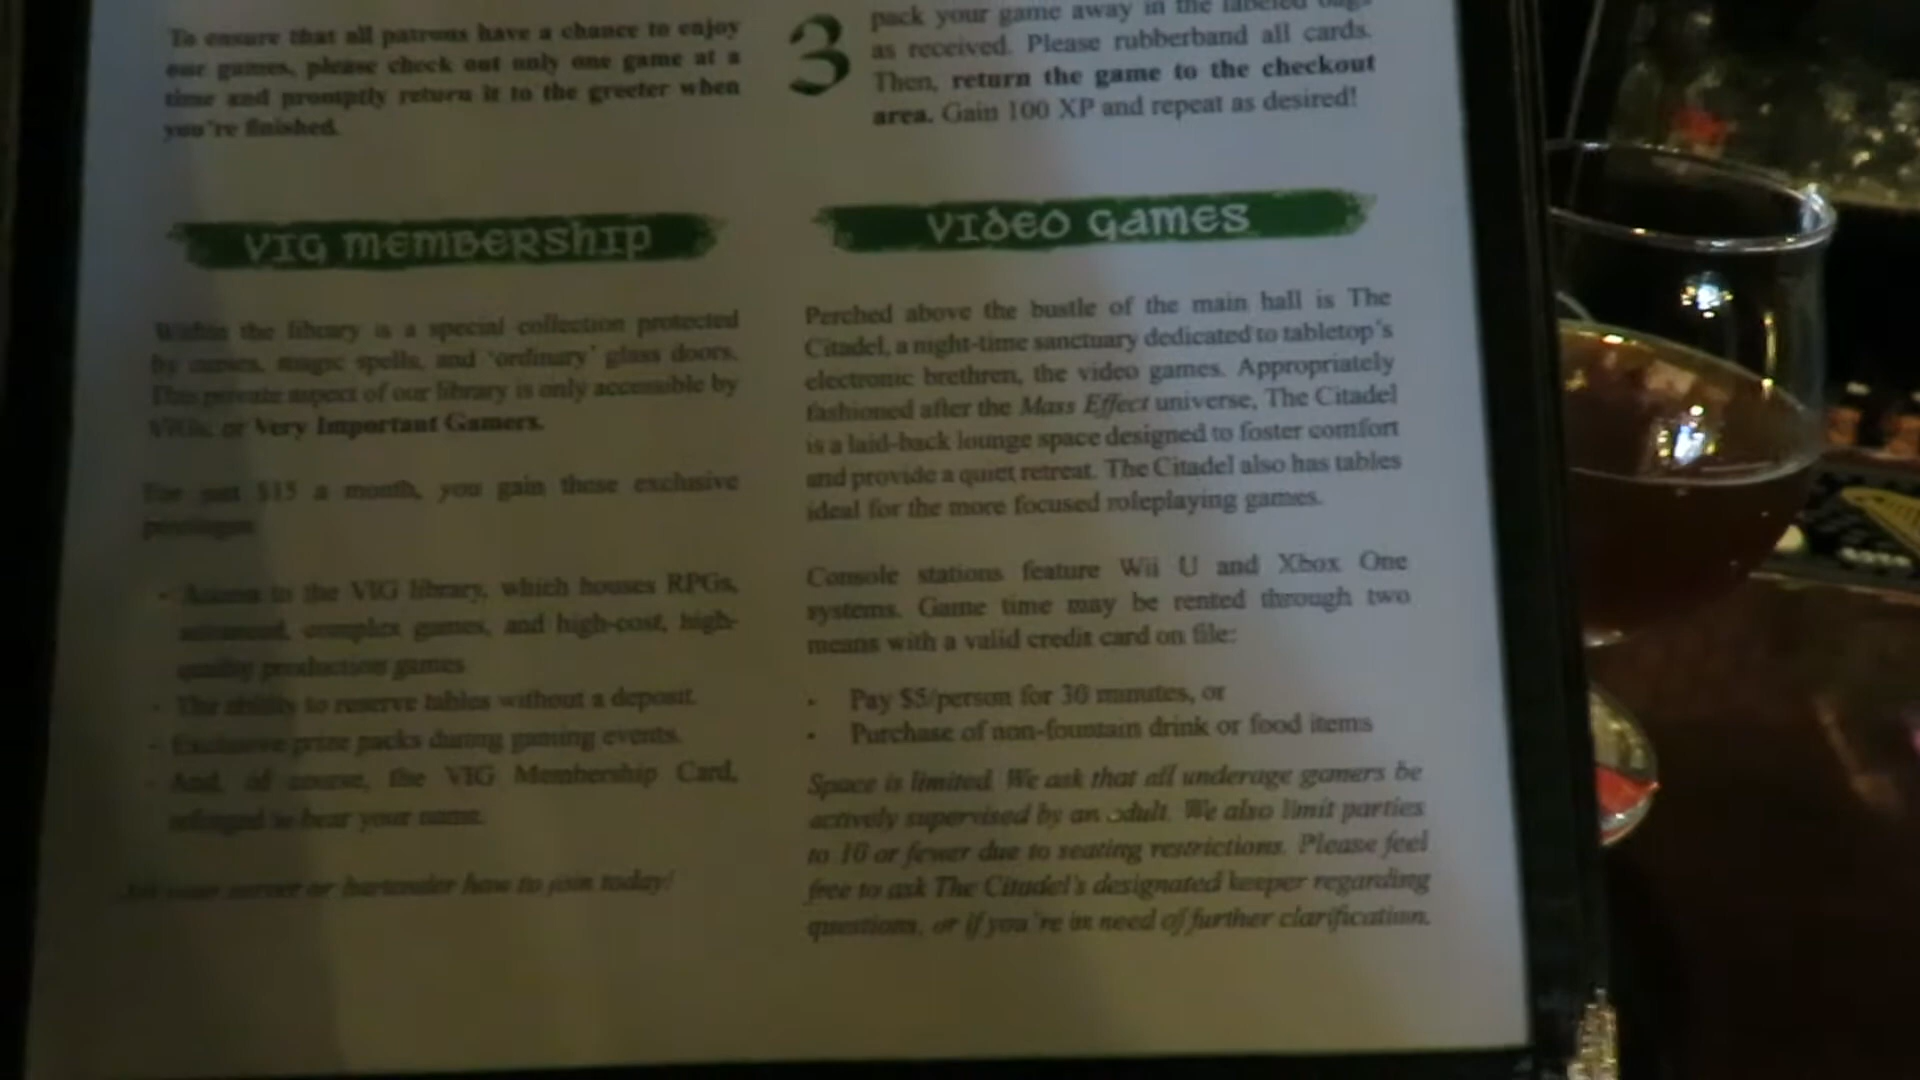 To ensure that all patrons have a chance to enjoy
our games, please check out only one game at a
time and promptly return it to the greeter when
you're finished.
VIG MEMBERSHIP
Within the library is a special collection protected
by curses, magic spells, and 'ordinary' glass doors.
This private aspect of our library is only accessible by
VIGs, or Very Important Gamers.
For just $15 a month, you gain these exclusive
privileges:
- Access to the VIG library, which houses RPGs,
advanced, complex games, and high-cost, high-
quality production games
- The ability to reserve tables without a deposit.
- Exclusive prize packs during gaming events.
- And, of course, the VIG Membership Card,
to bear your name.
Ask your server or bartender how to join today!
3
pack your game away in the labeled bags
as received. Please rubberband all cards.
Then, return the game to the checkout
area. Gain 100 XP and repeat as desired!
VIDEO GAMES
Perched above the bustle of the main hall is The
Citadel, a night-time sanctuary dedicated to tabletop's
electronic brethren, the video games. Appropriately
fashioned after the Mass Effect universe, The Citadel
is a laid-back lounge space designed to foster comfort
and provide a quiet retreat. The Citadel also has tables
ideal for the more focused roleplaying games.
Console stations feature Wii U and Xbox One
systems. Game time may be rented through two
means with a valid credit card on file:
• Pay $5/person for 30 minutes, or
• Purchase of non-fountain drink or food items
Space is limited. We ask that all underage gamers be
actively supervised by an adult. We also limit parties
to 10 or fewer due to seating restrictions. Please feel
free to ask The Citadel's designated keeper regarding
questions, or if you're in need of further clarification.